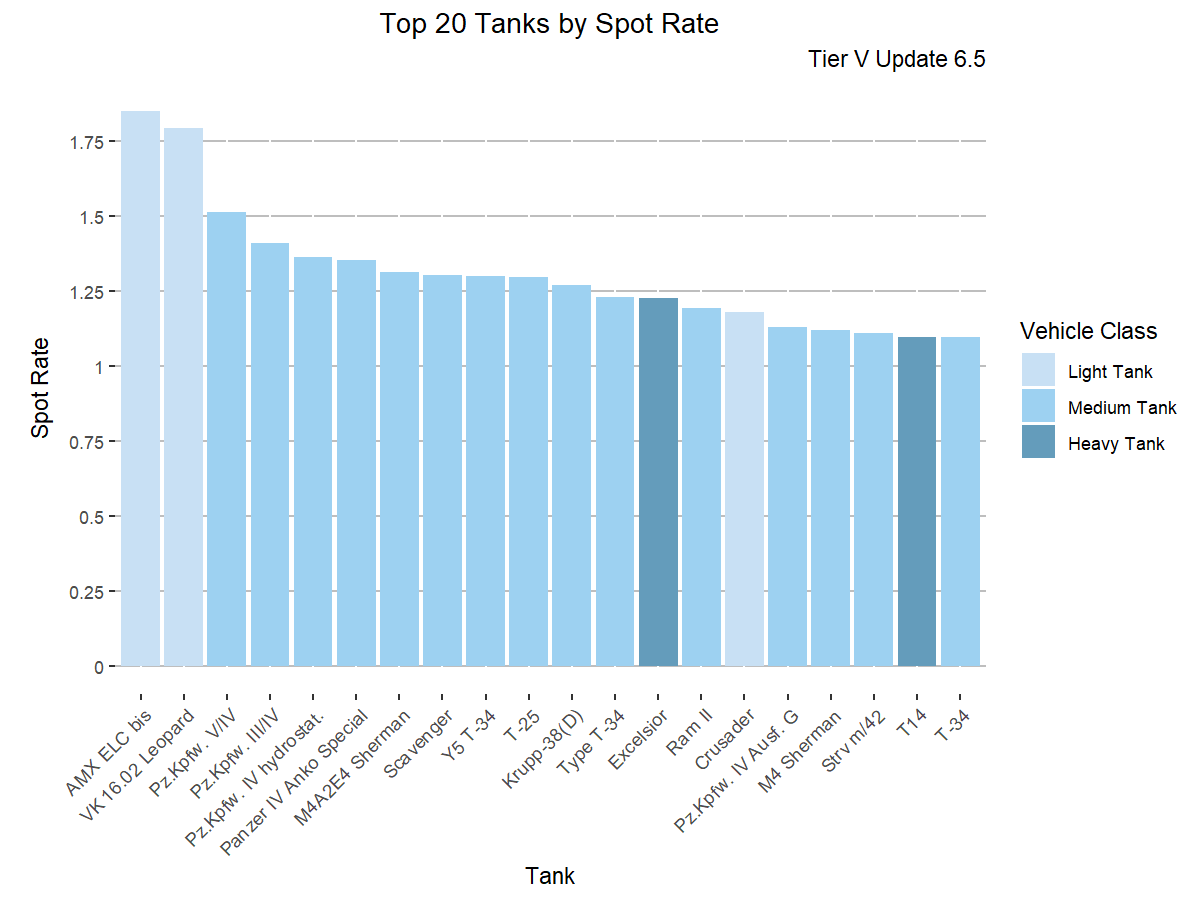 Top 20 Tanks by Spot Rate
Tier V Update 6.5
1.75
1.5
1.25
1
0.75
0.5
0.25
0
Spot Rate
AMX ELC bis
VK 16.02 Leopard
Pz.Kpfw. V/IV
Pz.Kpfw. III/IV
Pz.Kpfw. IV hydrostat.
Panzer IV Anko Special
M4A2E4 Sherman
Scavenger
Y5 T-34
T-25
Krupp-38(D)
Type T-34
Excelsior
Ram II
Crusader
Pz.Kpfw. IV Ausf. G
M4 Sherman
Strv m/42
T14
T-34
Tank
Vehicle Class
Light Tank
Medium Tank
Heavy Tank